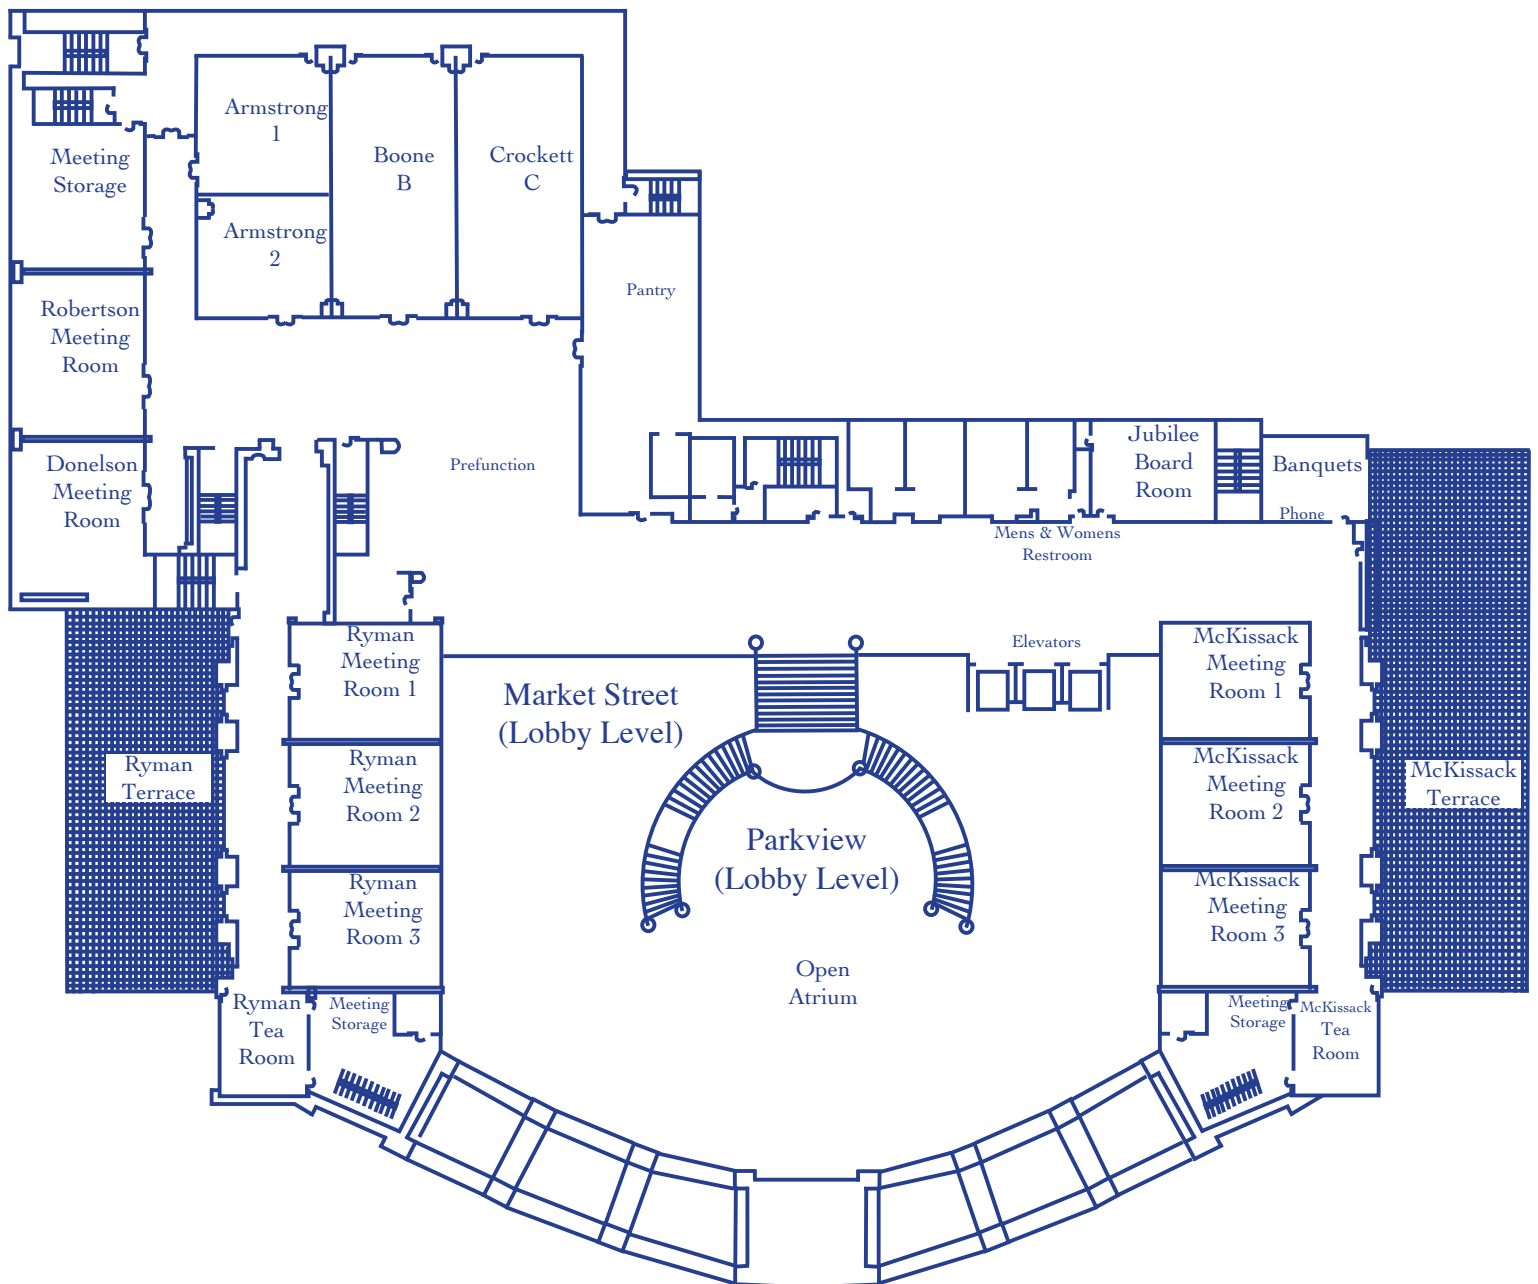 Armstrong
1
Boone
B
Crockett
C
Meeting
Storage
Armstrong
2
Pantry
Robertson
Meeting
Room
Donelson
Meeting
Room
Prefunction
Jubilee
Board
Room
Banquets
Phone
Mens & Womens
Restroom
Ryman
Meeting
Room 1
Market Street
(Lobby Level)
Elevators
McKissack
Meeting
Room 1
Ryman
Terrace
Ryman
Meeting
Room 2
McKissack
Meeting
Room 2
McKissack
Terrace
Parkview
(Lobby Level)
Ryman
Meeting
Room 3
McKissack
Meeting
Room 3
Open
Atrium
Ryman
Tea
Room
Meeting
Storage
Meeting
Storage
McKissack
Tea
Room